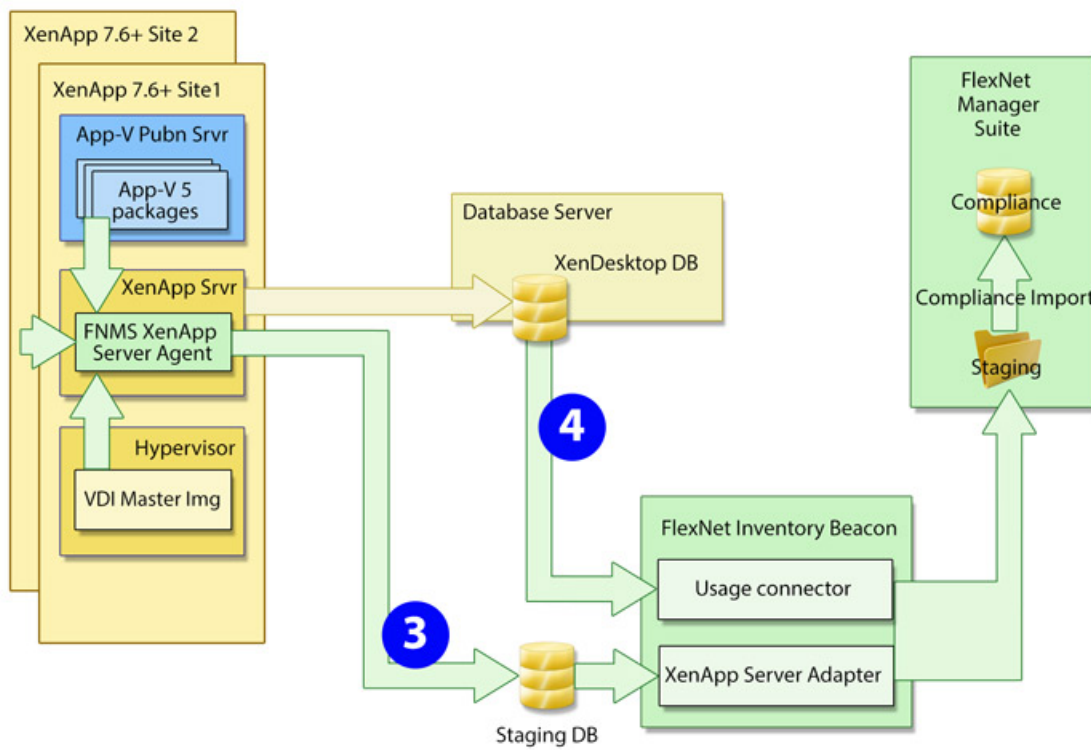 XenApp 7.6+ Site 2
XenApp 7.6+ Site1
App-V Pubn Srvr
App-V 5
packages
XenApp Srvr
FNMS XenApp
Server Agent
Hypervisor
VDI Master Img
Database Server
XenDesktop DB
4
3
Staging DB
FlexNet Inventory Beacon
Usage connector
XenApp Server Adapter
FlexNet
Manager
Suite
Compliance
Compliance Import
Staging